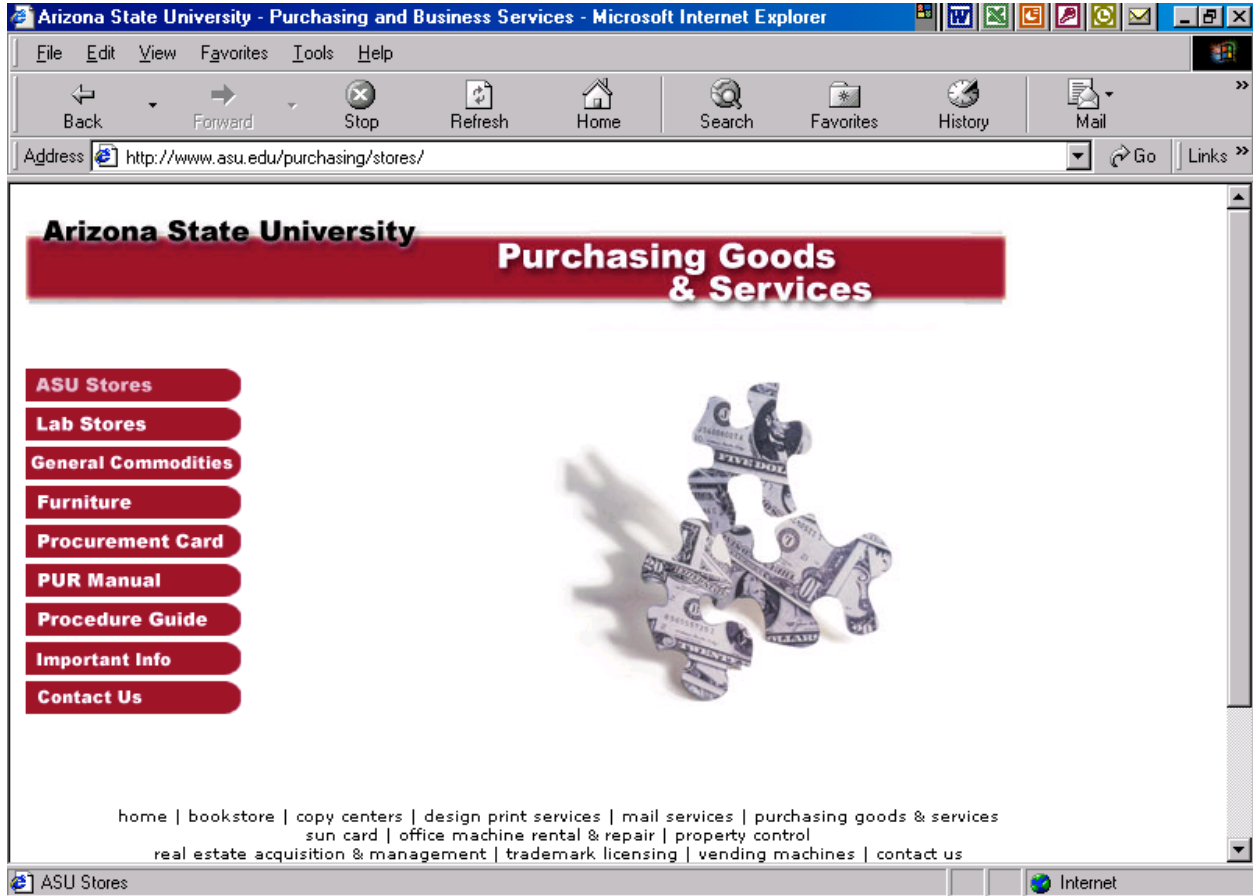 Arizona State University - Purchasing and Business Services - Microsoft Internet Explorer
File Edit View Favorites Tools Help
Back Forward Stop Refresh Home Search Favorites History Mail
Address http://www.asu.edu/purchasing/stores/ Go Links
Arizona State University
Purchasing Goods
& Services
ASU Stores
Lab Stores
General Commodities
Furniture
Procurement Card
PUR Manual
Procedure Guide
Important Info
Contact Us
FIVE DOL
TWENTY
DOLLARS
home | bookstore | copy centers | design print services | mail services | purchasing goods & services
sun card | office machine rental & repair | property control
real estate acquisition & management | trademark licensing | vending machines | contact us
ASU Stores Internet